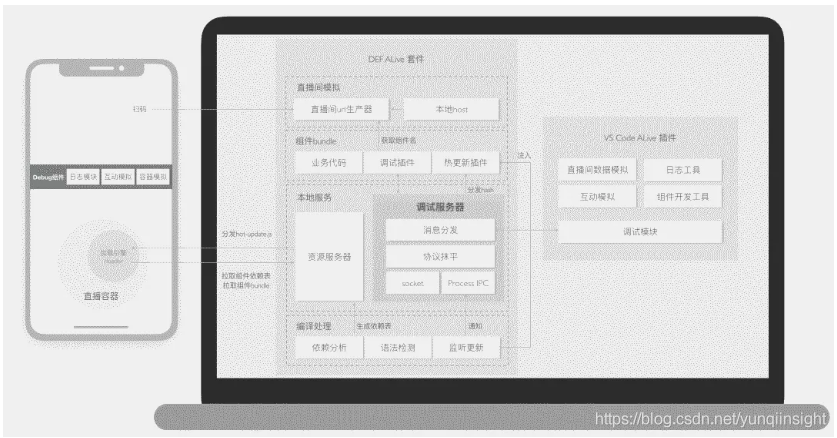 DEF ALive 套件
直播间模拟
直播间url生产器
本地host
扫码
组件bundle
获取组件名
业务代码
调试插件
热更新插件
注入
VS Code ALive 插件
直播间数据模拟
日志工具
互动模拟
组件开发工具
调试模块
Debug组件
日志模块
互动模拟
容器模拟
本地服务
分发hash
调试服务器
消息分发
资源服务器
协议抹平
socket
Process IPC
分发hot-update.js
拉取组件依赖表
拉取组件bundle
直播容器
编译处理
生成依赖表
通知
依赖分析
语法检测
监听更新
https://blog.csdn.net/yunqiinsight